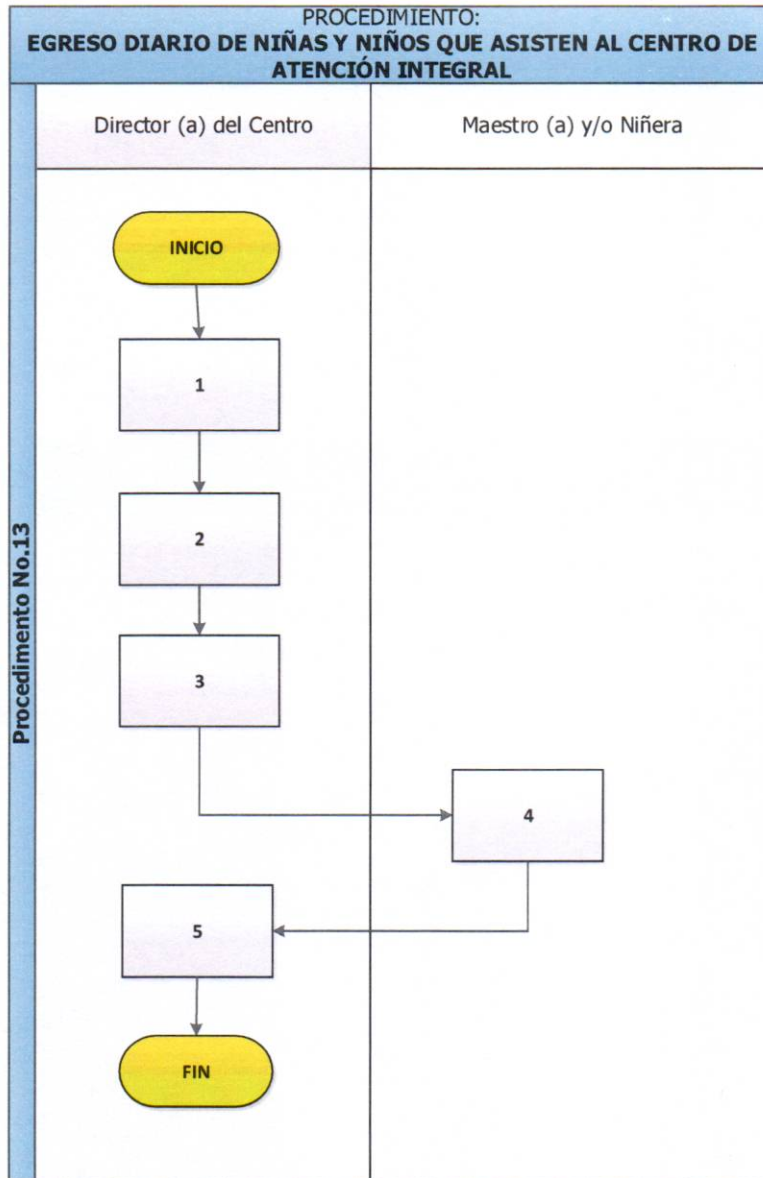 PROCEDIMIENTO:
EGRESO DIARIO DE NIÑAS Y NIÑOS QUE ASISTEN AL CENTRO DE
ATENCIÓN INTEGRAL
Procedimento No.13
Director (a) del Centro
Maestro (a) y/o Niñera
INICIO
1
2
3
4
5
FIN